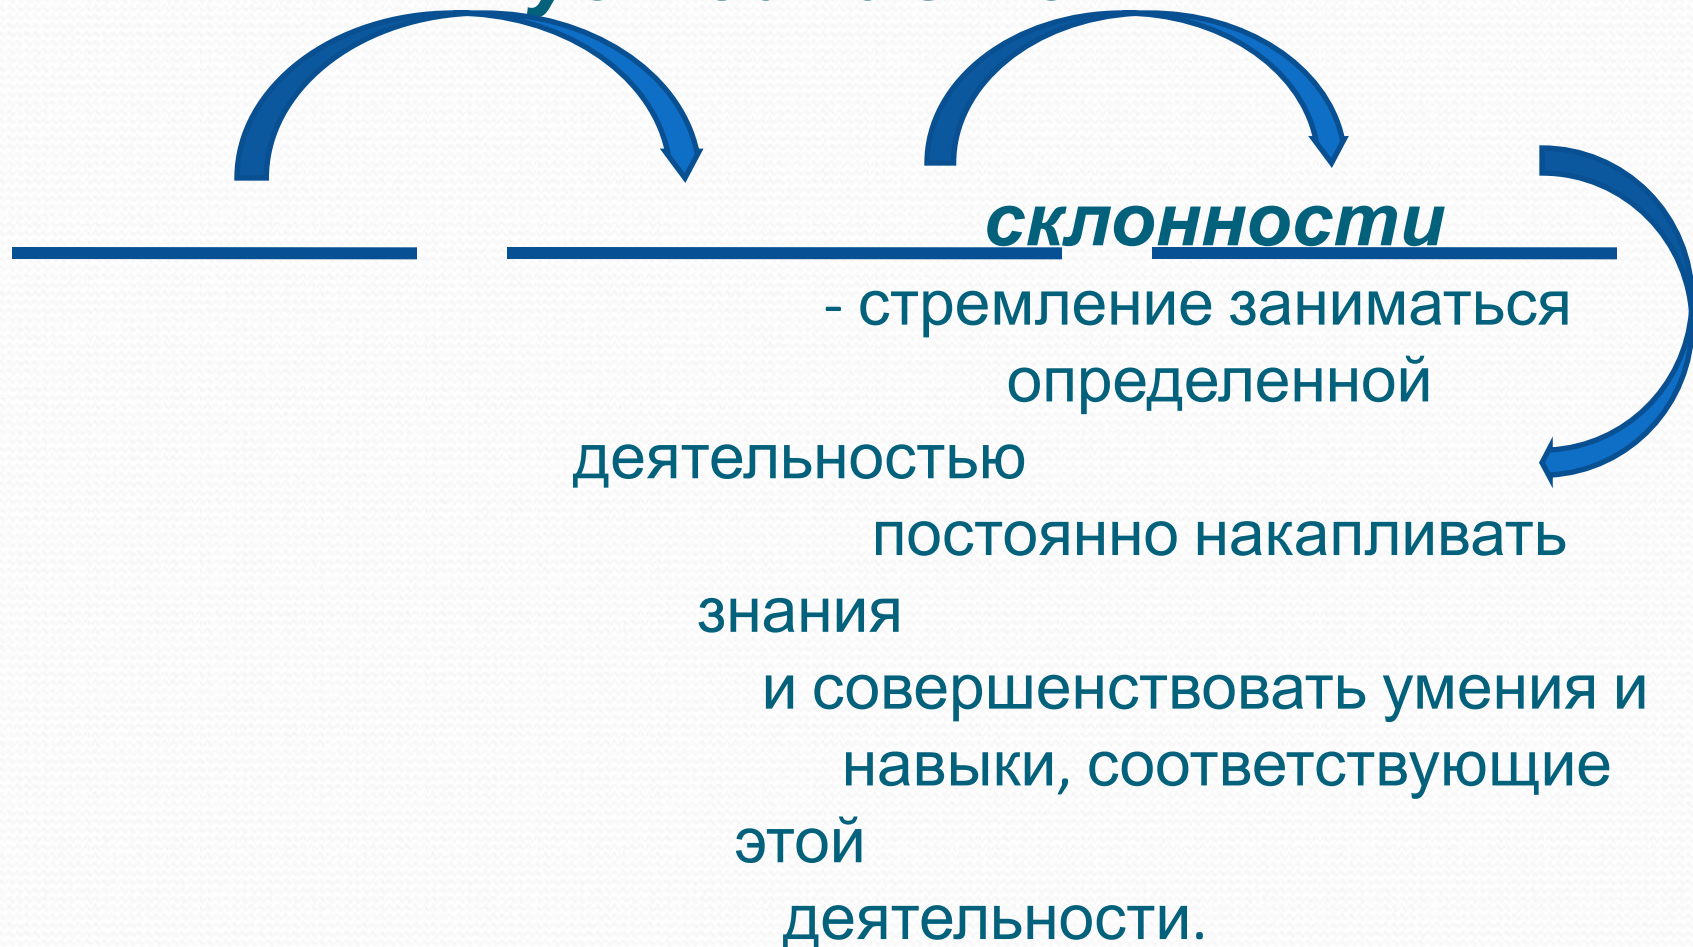 склонности
- стремление заниматься
определенной
деятельностью
постоянно накапливать
знания
и совершенствовать умения и
навыки, соответствующие
этой
деятельности.